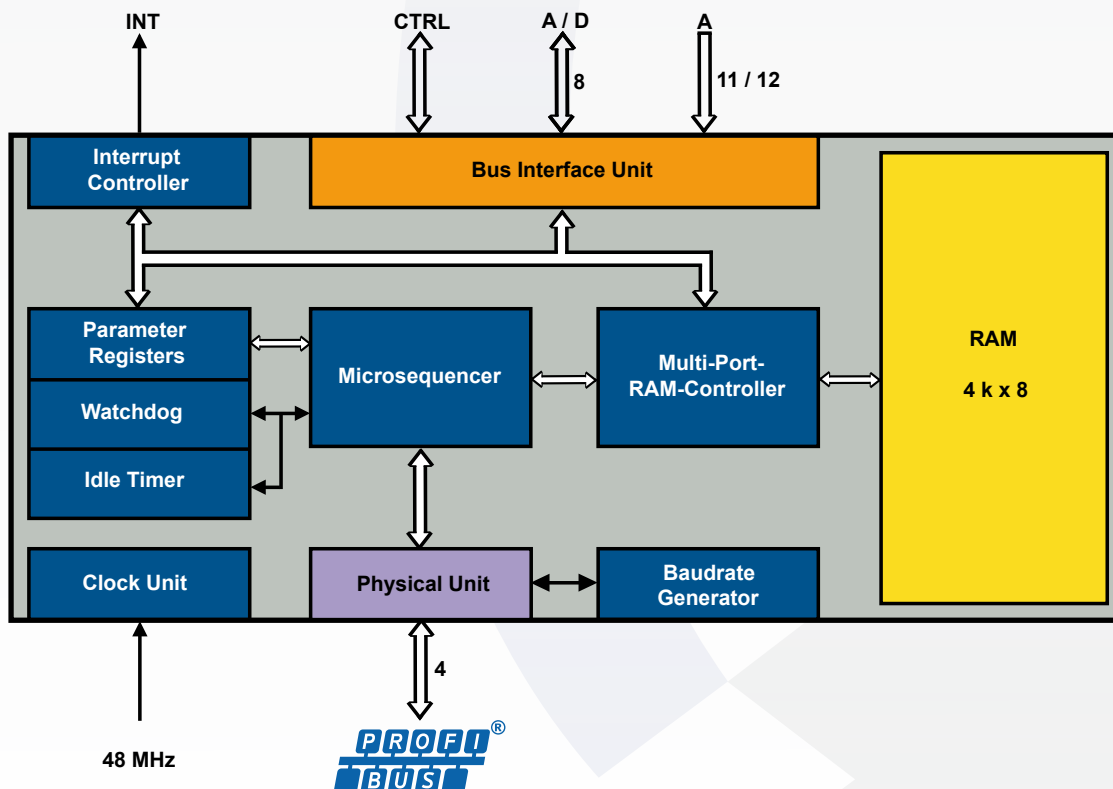 INT
CTRL
A / D
A
8
11 / 12
Interrupt
Controller
Bus Interface Unit
Parameter
Registers
Watchdog
Idle Timer
Microsequencer
Multi-Port-
RAM-Controller
RAM
4 k x 8
Clock Unit
Physical Unit
Baudrate
Generator
4
48 MHz
PROFI®
BUS